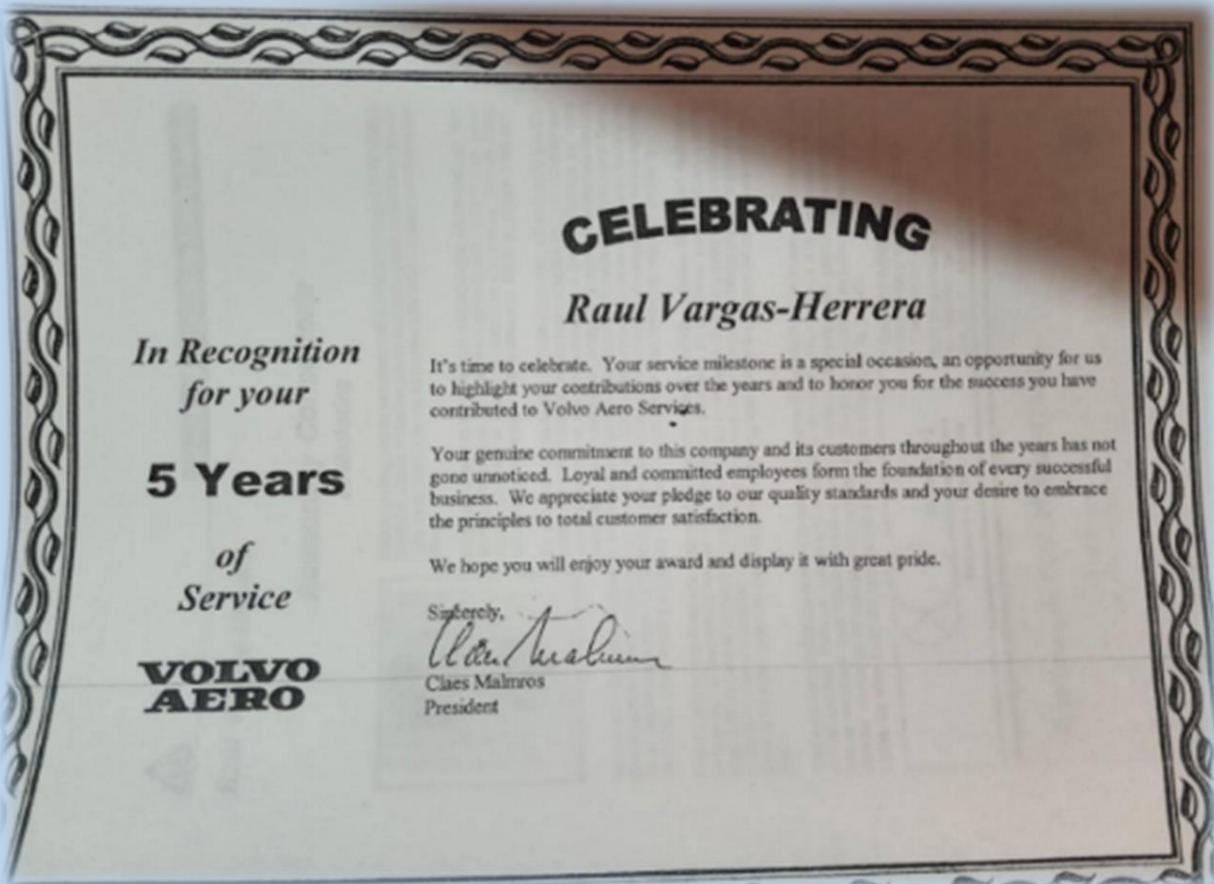 CELEBRATING
Raul Vargas-Herrera
In Recognition
for your
5 Years
of
Service
VOLVO
AERO
It's time to celebrate. Your service milestone is a special occasion, an opportunity for us
to highlight your contributions over the years and to honor you for the success you have
contributed to Volvo Aero Services.
Your genuine commitment to this company and its customers throughout the years has not
gone unnoticed. Loyal and committed employees form the foundation of every successful
business. We appreciate your pledge to our quality standards and your desire to embrace
the principles to total customer satisfaction.
We hope you will enjoy your award and display it with great pride.
Sincerely,
Claes Malmros
Claes Malmros
President